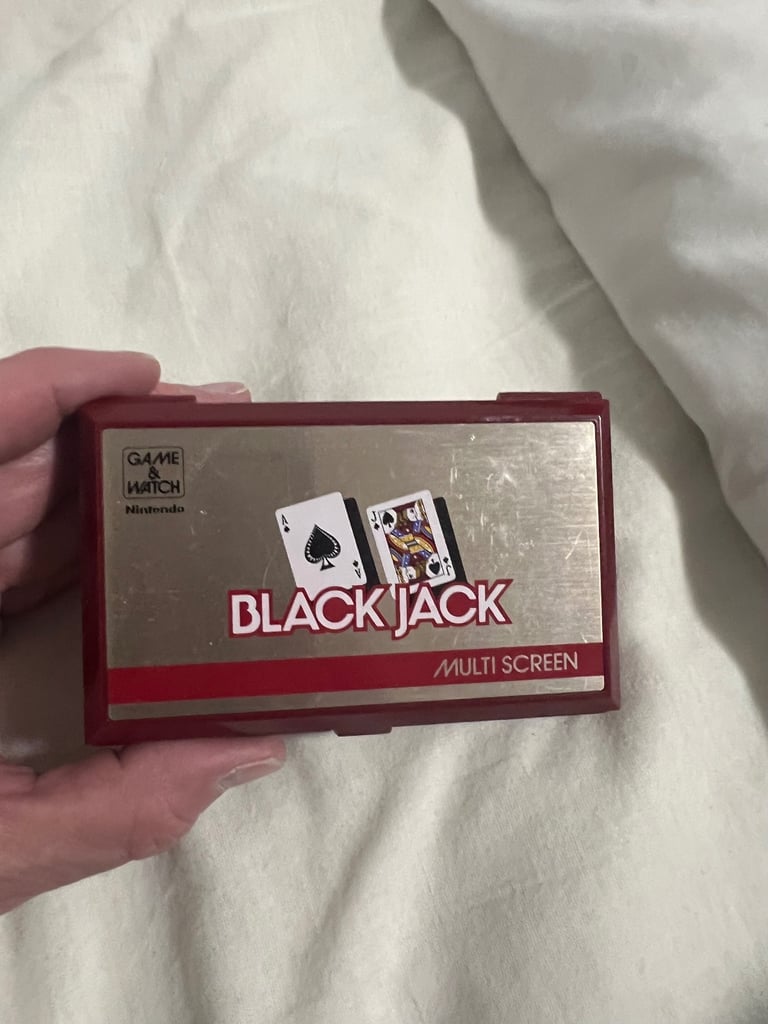 GAME
&
WATCH
Nintendo
A
A
J
J
BLACK JACK
MULTI SCREEN